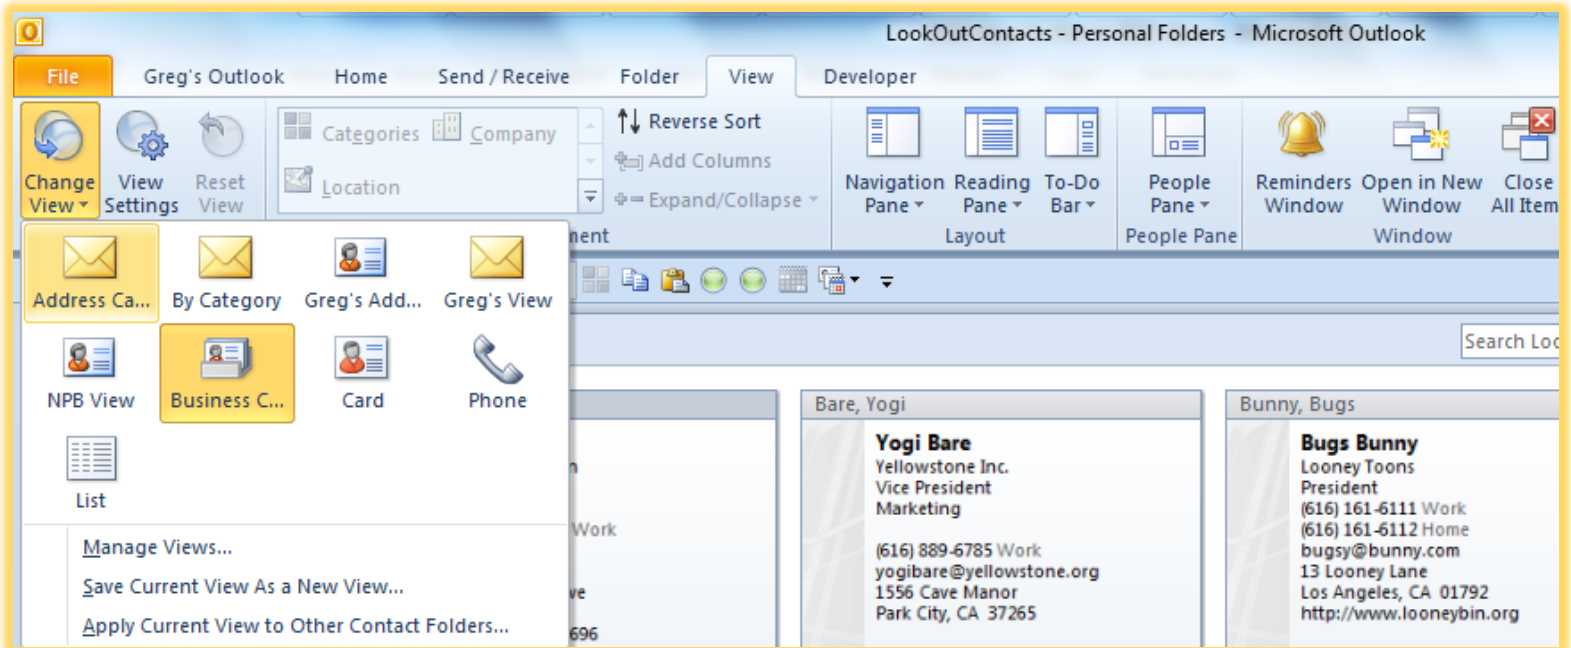 LookOutContacts - Personal Folders - Microsoft Outlook
File Greg's Outlook Home Send / Receive Folder View Developer
Change View View Settings Reset View
Categories Company
Location
Reverse Sort
Add Columns
Expand/Collapse
Navigation Pane Reading Pane To-Do Bar
People Pane
Reminders Window Open in New Window Close All Item
ment Layout People Pane Window
Address Ca... By Category Greg's Add... Greg's View
NPB View Business C... Card Phone
List
Manage Views...
Save Current View As a New View...
Apply Current View to Other Contact Folders...
Search Loo
n
Work
ve
696
Bare, Yogi
Yogi Bare
Yellowstone Inc.
Vice President
Marketing
(616) 889-6785 Work
yogibare@yellowstone.org
1556 Cave Manor
Park City, CA 37265
Bunny, Bugs
Bugs Bunny
Looney Toons
President
(616) 161-6111 Work
(616) 161-6112 Home
bugsy@bunny.com
13 Looney Lane
Los Angeles, CA 01792
http://www.looneybin.org